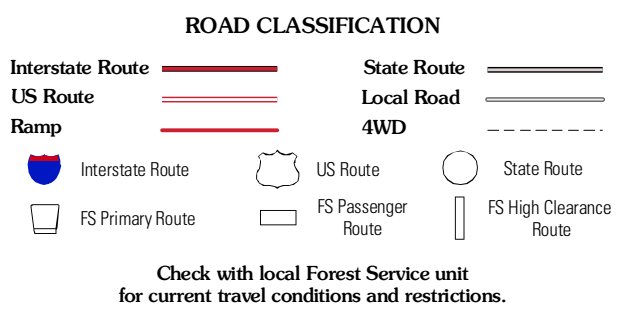 ROAD CLASSIFICATION
Interstate Route
State Route
US Route
Local Road
Ramp
4WD
Interstate Route
US Route
State Route
FS Primary Route
FS Passenger
Route
FS High Clearance
Route
Check with local Forest Service unit
for current travel conditions and restrictions.